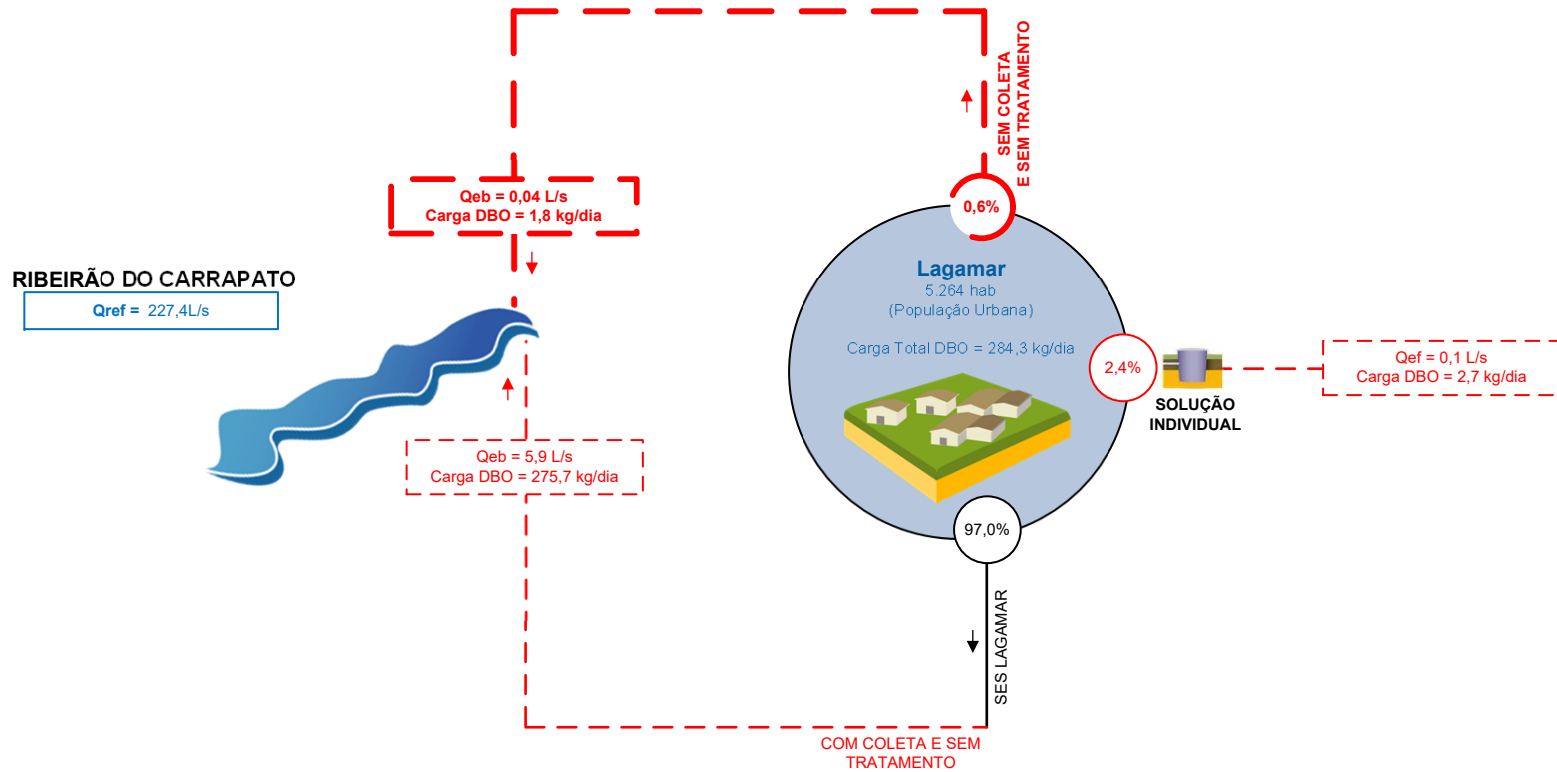 SEM COLETA
E SEM TRATAMENTO
Qeb = 0,04 L/s
Carga DBO = 1,8 kg/dia
0,6%
RIBEIRÃO DO CARRAPATO
Qref = 227,4L/s
Lagamar
5.264 hab
(População Urbana)
Carga Total DBO = 284,3 kg/dia
2,4%
SOLUÇÃO
INDIVIDUAL
Qef = 0,1 L/s
Carga DBO = 2,7 kg/dia
Qeb = 5,9 L/s
Carga DBO = 275,7 kg/dia
97,0%
SES LAGAMAR
COM COLETA E SEM
TRATAMENTO